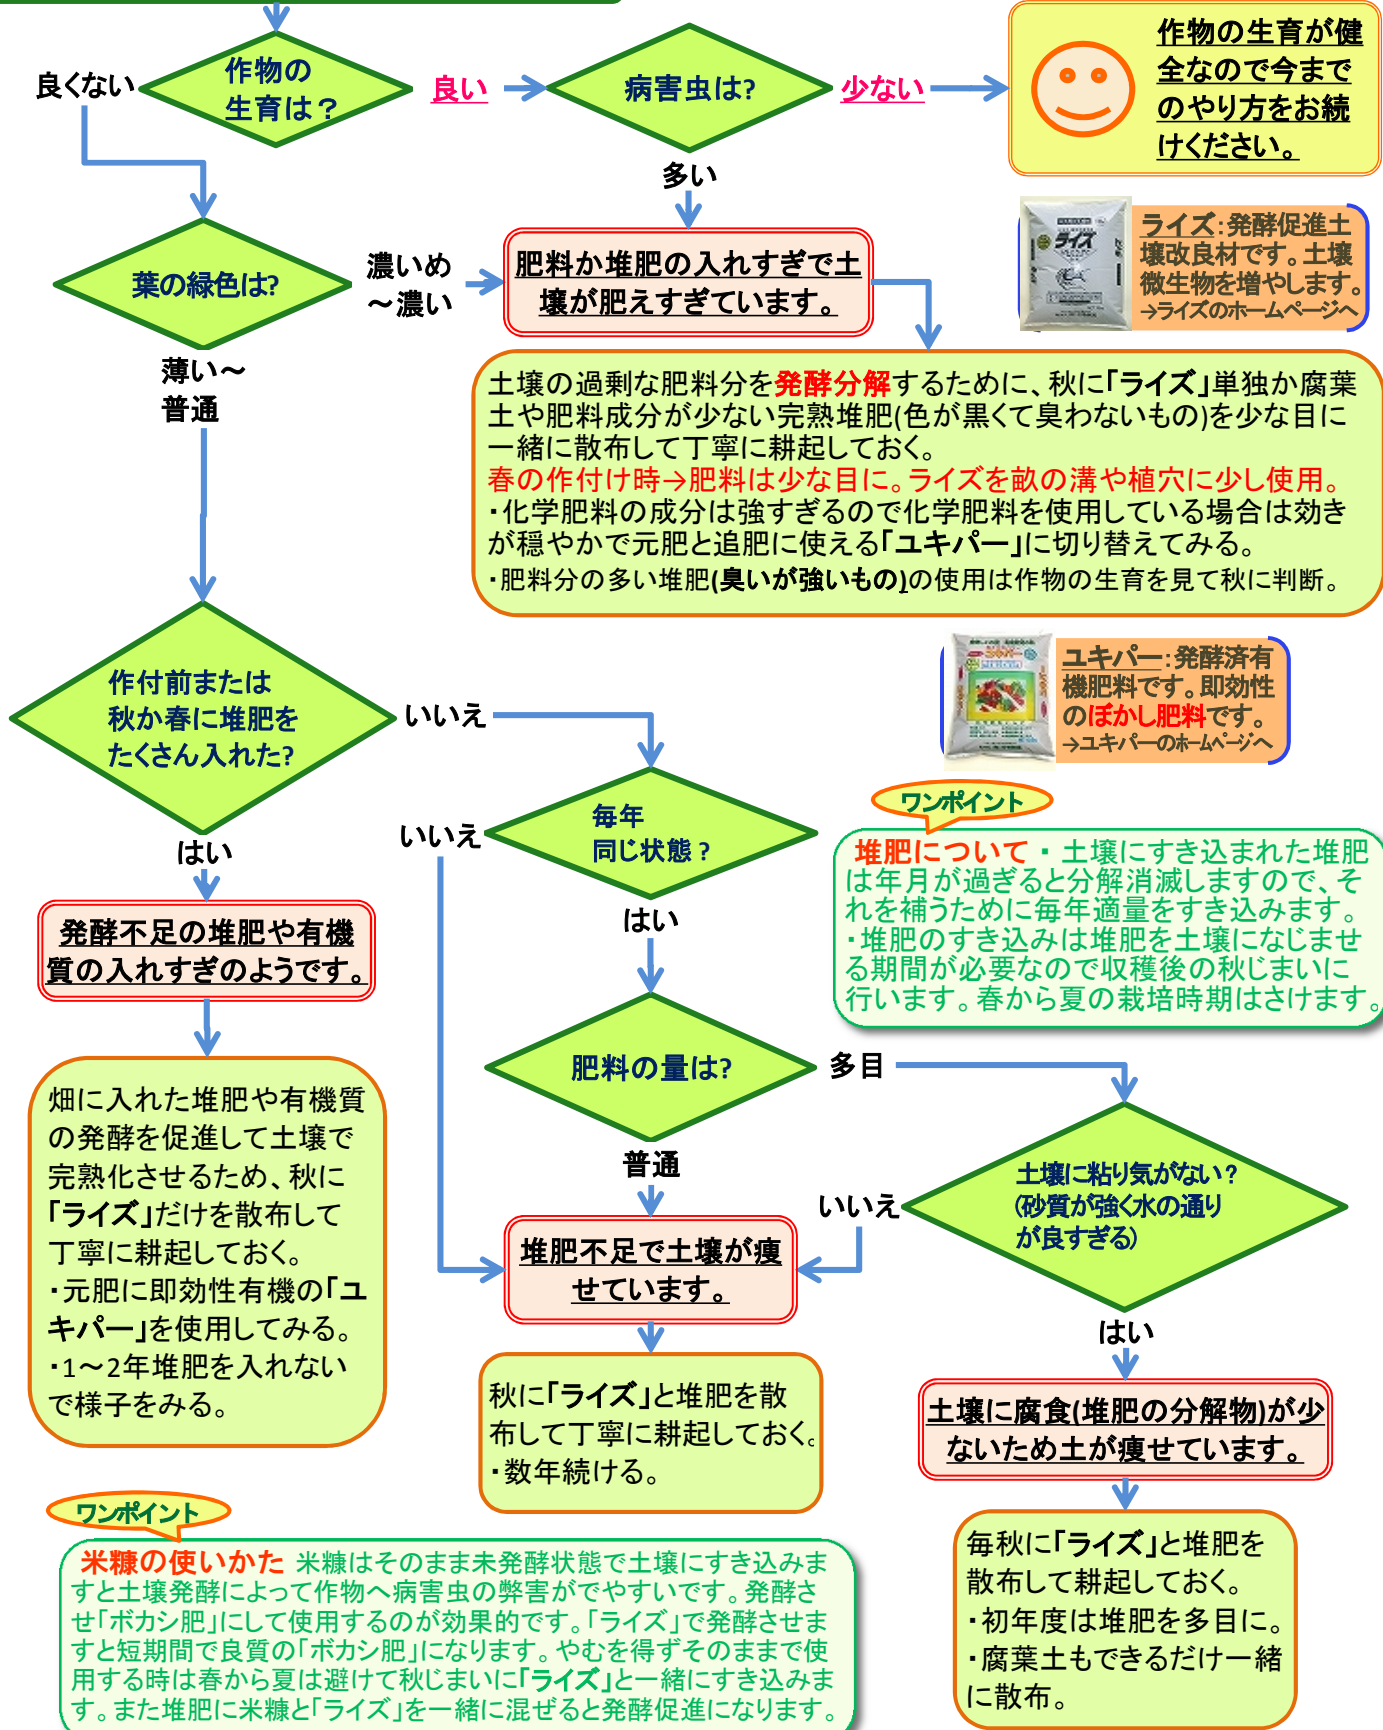 作物の
生育は？
良くない
良い
病害虫は?
少ない
作物の生育が健
全なので今まで
のやり方をお続
けください。
多い
葉の緑色は?
濃いめ
～濃い
肥料か堆肥の入れすぎで土
壌が肥えすぎています。
ライズ
ライズ:発酵促進土
壌改良材です。土壌
微生物を増やします。
→ライズのホームページへ
薄い～
普通
土壌の過剰な肥料分を発酵分解するために、秋に「ライズ」単独か腐葉
土や肥料成分が少ない完熟堆肥(色が黒くて臭わないもの)を少な目に
一緒に散布して丁寧に耕起しておく。
春の作付け時→肥料は少な目に。ライズを畝の溝や植穴に少し使用。
・化学肥料の成分は強すぎるので化学肥料を使用している場合は効き
が穏やかで元肥と追肥に使える「ユキパー」に切り替えてみる。
・肥料分の多い堆肥(臭いが強いもの)の使用は作物の生育を見て秋に判断。
作付前または
秋か春に堆肥を
たくさん入れた?
いいえ
ユキパー
ユキパー:発酵済有
機肥料です。即効性
のぼかし肥料です。
→ユキパーのホームページへ
毎年
同じ状態？
いいえ
はい
ワンポイント
堆肥について・土壌にすき込まれた堆肥
は年月が過ぎると分解消滅しますので、そ
れを補うために毎年適量をすき込みます。
・堆肥のすき込みは堆肥を土壌になじませ
る期間が必要なので収穫後の秋じまいに
行います。春から夏の栽培時期はさけます。
発酵不足の堆肥や有機
質の入れすぎのようです。
はい
肥料の量は?
多目
畑に入れた堆肥や有機質
の発酵を促進して土壌で
完熟化させるため、秋に
「ライズ」だけを散布して
丁寧に耕起しておく。
・元肥に即効性有機の「ユ
キパー」を使用してみる。
・1～2年堆肥を入れない
で様子をみる。
普通
土壌に粘り気がない？
(砂質が強く水の通り
が良すぎる)
いいえ
堆肥不足で土壌が痩
せています。
はい
秋に「ライズ」と堆肥を散
布して丁寧に耕起しておく。
・数年続ける。
土壌に腐食(堆肥の分解物)が少
ないため土が痩せています。
毎秋に「ライズ」と堆肥を
散布して耕起しておく。
・初年度は堆肥を多目に。
・腐葉土もできるだけ一緒
に散布。
ワンポイント
米糠の使いかた 米糠はそのまま未発酵状態で土壌にすき込みま
すと土壌発酵によって作物へ病害虫の弊害がでやすいです。発酵さ
せ「ボカシ肥」にして使用するのが効果的です。「ライズ」で発酵させま
すと短期間で良質の「ボカシ肥」になります。やむを得ずそのままで使
用する時は春から夏は避けて秋じまいに「ライズ」と一緒にすき込みま
す。また堆肥に米糠と「ライズ」を一緒に混ぜると発酵促進になります。